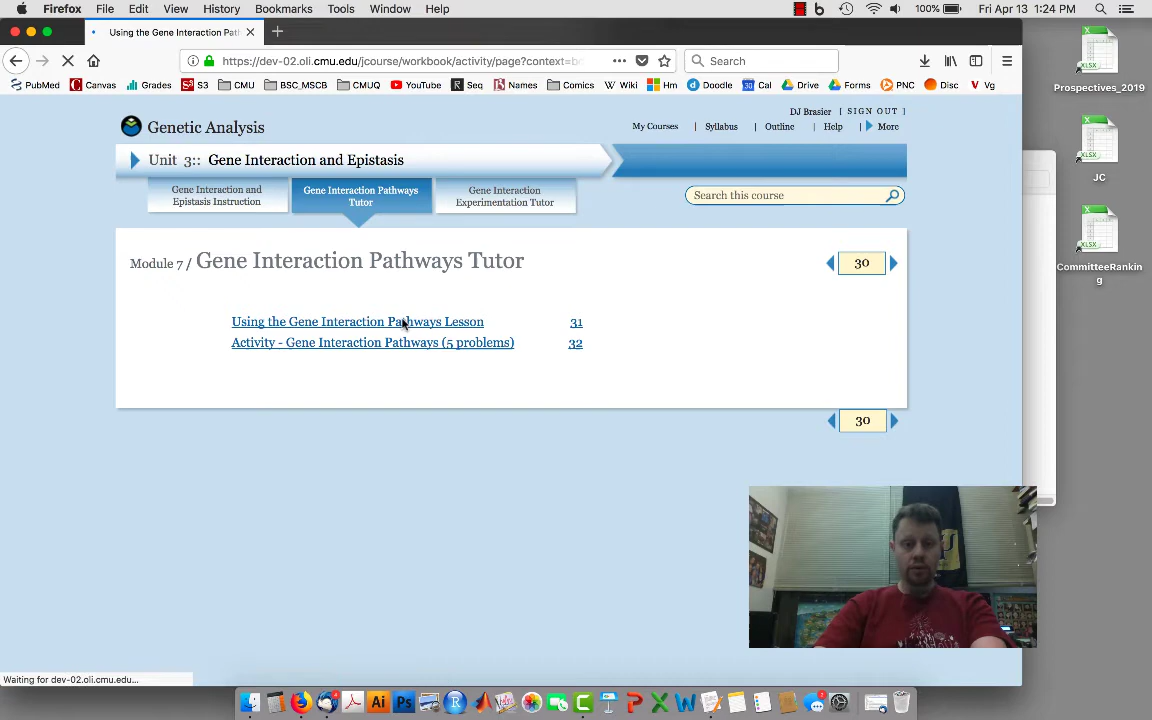 Firefox File Edit View History Bookmarks Tools Window Help 100% Fri Apr 13 1:24 PM
Using the Gene Interaction Pat
https://dev-02.oli.cmu.edu/jcourse/workbook/activity/page?context=b Search
PubMed Canvas Grades S3 CMU BSC_MSCB CMUQ YouTube Seq Names Comics Wiki Hm Doodle Cal Drive Forms PNC Disc Vg
Prospectives_2019
JC
CommitteeRankin
g
DJ Brasier [ SIGN OUT ]
Genetic Analysis
My Courses | Syllabus | Outline | Help | More
Unit 3:: Gene Interaction and Epistasis
Gene Interaction and
Epistasis Instruction
Gene Interaction Pathways
Tutor
Gene Interaction
Experimentation Tutor
Search this course
Module 7 / Gene Interaction Pathways Tutor
30
Using the Gene Interaction Pathways Lesson 31
Activity - Gene Interaction Pathways (5 problems) 32
30
Waiting for dev-02.oli.cmu.edu...